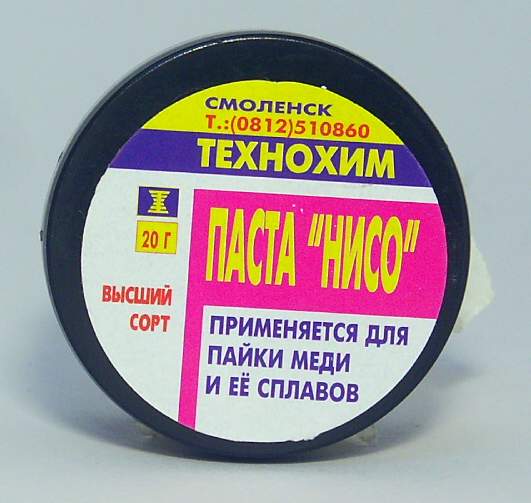 СМОЛЕНСК
Т.:(0812)510860
ТЕХНОХИМ
20 Г
ВЫСШИЙ
СОРТ
ПАСТА "НИСО"
ПРИМЕНЯЕТСЯ ДЛЯ
ПАЙКИ МЕДИ
И ЕЁ СПЛАВОВ